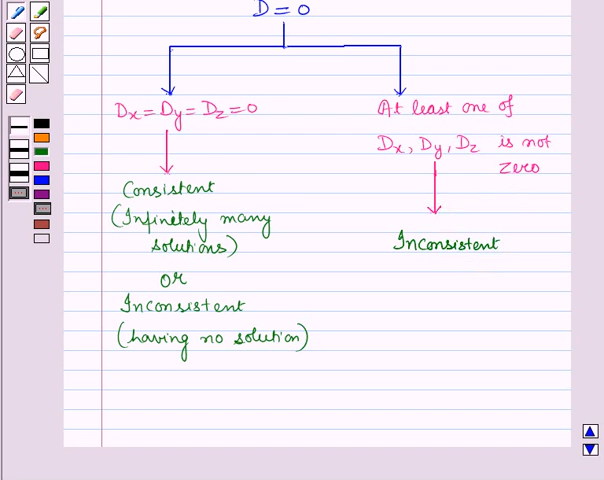 D = 0
Dx = Dy = Dz = 0
At least one of
Dx, Dy, Dz is not
zero
Consistent
(Infinitely many
solutions)
or
Inconsistent
(having no solution)
Inconsistent